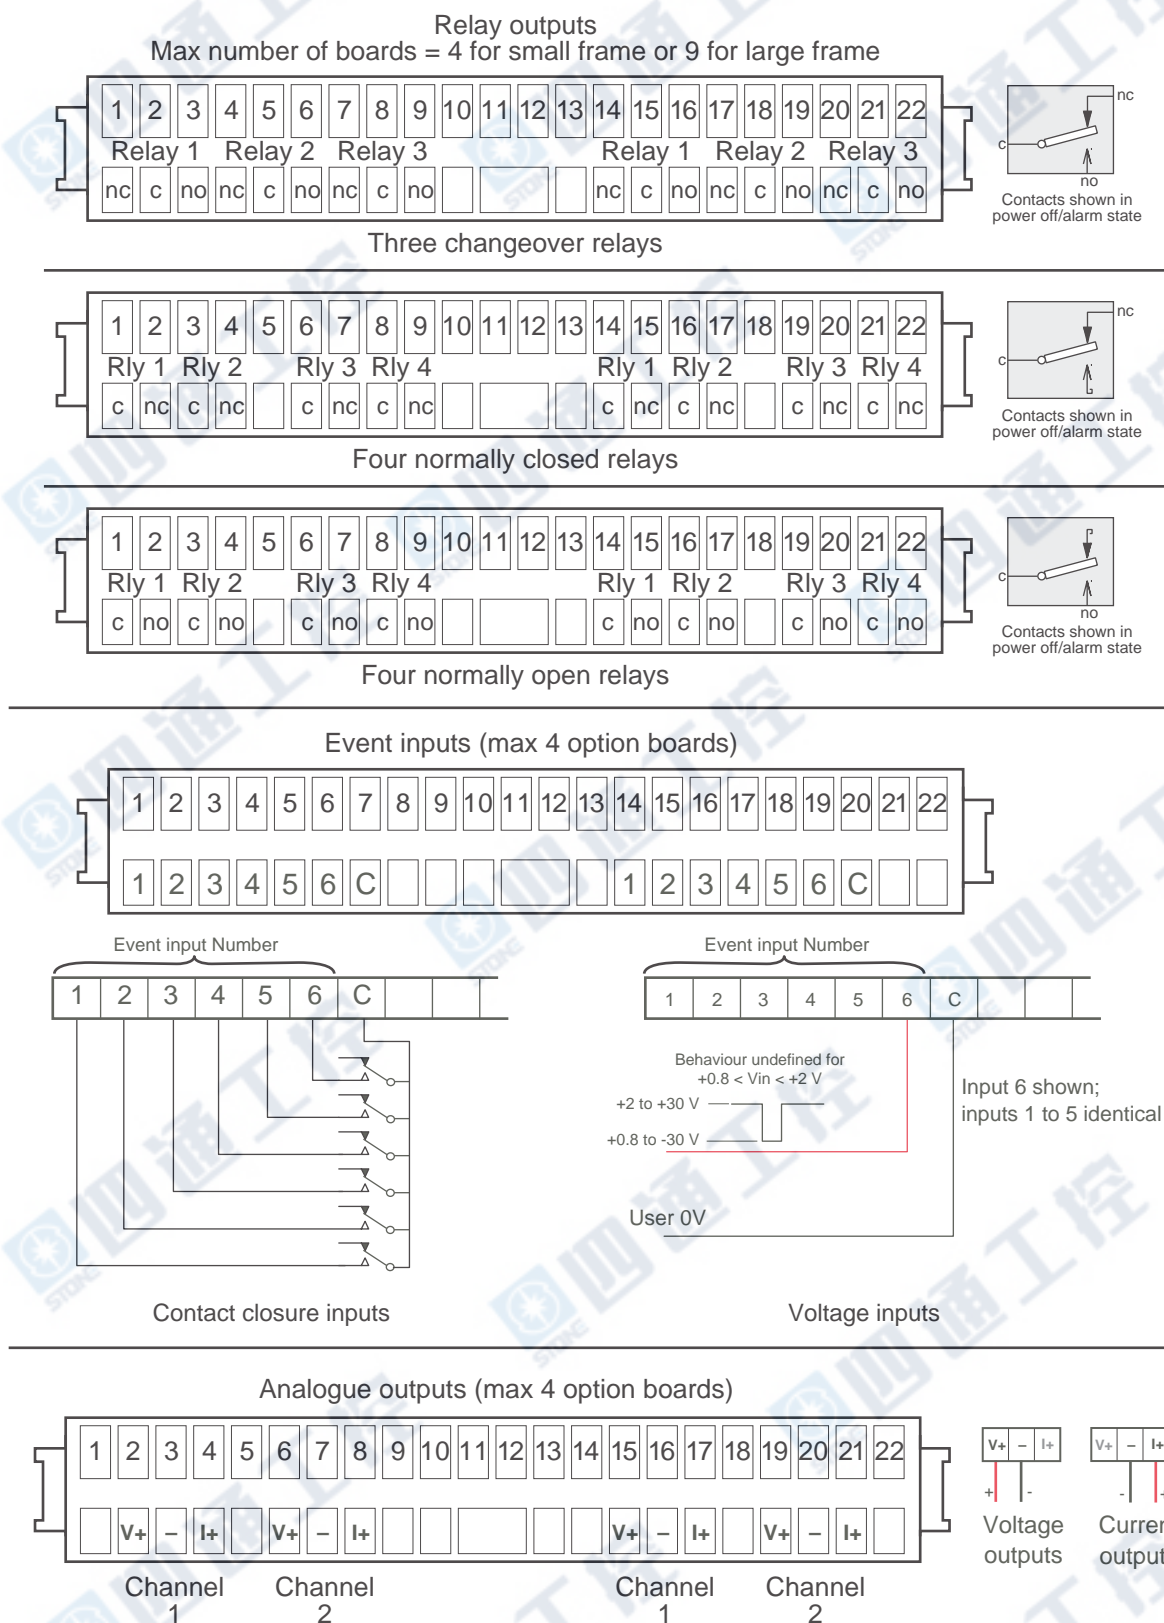 Relay outputs
Max number of boards = 4 for small frame or 9 for large frame
1 2 3 4 5 6 7 8 9 10 11 12 13 14 15 16 17 18 19 20 21 22
Relay 1 Relay 2 Relay 3 Relay 1 Relay 2 Relay 3
nc c no nc c no nc c no nc c no nc c no nc c no
nc
c
no
Contacts shown in
power off/alarm state
Three changeover relays
1 2 3 4 5 6 7 8 9 10 11 12 13 14 15 16 17 18 19 20 21 22
Rly 1 Rly 2 Rly 3 Rly 4 Rly 1 Rly 2 Rly 3 Rly 4
c nc c nc c nc c nc c nc c nc c nc c nc
nc
c
Contacts shown in
power off/alarm state
Four normally closed relays
1 2 3 4 5 6 7 8 9 10 11 12 13 14 15 16 17 18 19 20 21 22
Rly 1 Rly 2 Rly 3 Rly 4 Rly 1 Rly 2 Rly 3 Rly 4
c no c no c no c no c no c no c no c no
c
no
Contacts shown in
power off/alarm state
Four normally open relays
Event inputs (max 4 option boards)
1 2 3 4 5 6 7 8 9 10 11 12 13 14 15 16 17 18 19 20 21 22
1 2 3 4 5 6 C 1 2 3 4 5 6 C
Event input Number
1 2 3 4 5 6 C
Contact closure inputs
Event input Number
1 2 3 4 5 6 C
Behaviour undefined for
+0.8 < Vin < +2 V
+2 to +30 V
+0.8 to -30 V
Input 6 shown;
inputs 1 to 5 identical
User 0V
Voltage inputs
Analogue outputs (max 4 option boards)
1 2 3 4 5 6 7 8 9 10 11 12 13 14 15 16 17 18 19 20 21 22
V+ – I+ V+ – I+ V+ – I+ V+ – I+
Channel Channel Channel Channel
1 2 1 2
V+ – I+
+ -
Voltage
outputs
V+ – I+
-
Curren
output
四通工控
STONE